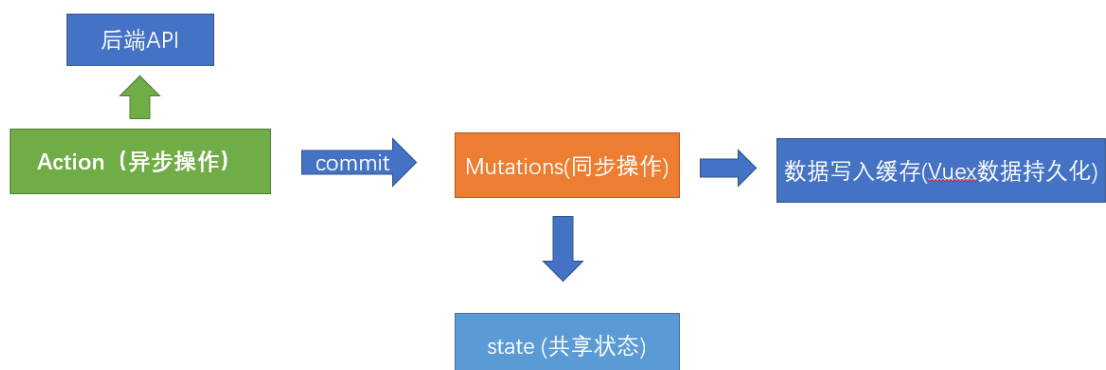 后端API
Action（异步操作）
commit
Mutations(同步操作)
数据写入缓存(Vuex数据持久化)
state (共享状态)